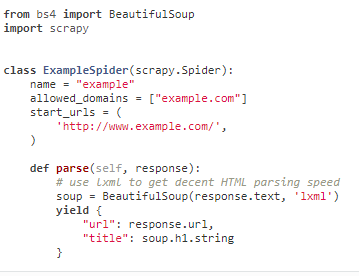 from bs4 import BeautifulSoup
import scrapy
class ExampleSpider(scrapy.Spider):
    name = "example"
    allowed_domains = ["example.com"]
    start_urls = (
        'http://www.example.com/',
    )
    def parse(self, response):
        # use lxml to get decent HTML parsing speed
        soup = BeautifulSoup(response.text, 'lxml')
        yield {
            "url": response.url,
            "title": soup.h1.string
        }